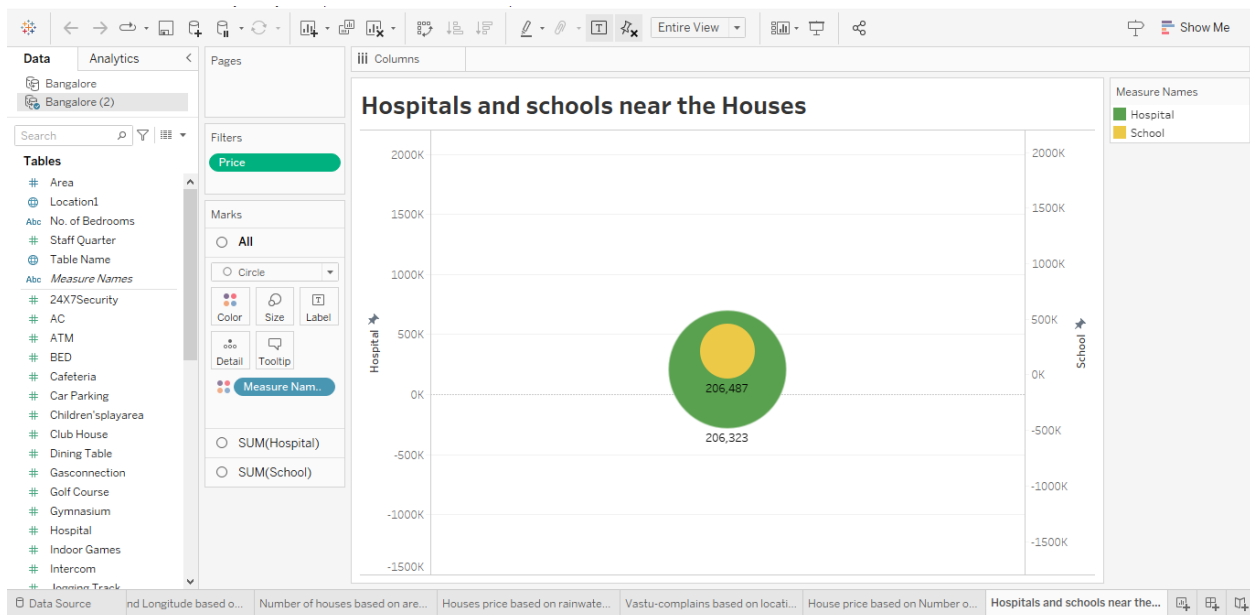 Entire View
Show Me
Data
Analytics
Bangalore
Bangalore (2)
Search
Tables
# Area
Location1
Abc No. of Bedrooms
# Staff Quarter
Table Name
Abc Measure Names
# 24X7Security
# AC
# ATM
# BED
# Cafeteria
# Car Parking
# Children'splayarea
# Club House
# Dining Table
# Gasconnection
# Golf Course
# Gymnasium
# Hospital
# Indoor Games
# Intercom
# Jogging Track
Pages
Filters
Price
Marks
All
Circle
Color
Size
Label
Detail
Tooltip
Measure Nam..
SUM(Hospital)
SUM(School)
Columns
Hospitals and schools near the Houses
2000K
1500K
1000K
500K
0K
-500K
-1000K
-1500K
Hospital
206,487
206,323
2000K
1500K
1000K
500K
0K
-500K
-1000K
-1500K
School
Measure Names
Hospital
School
Data Source
nd Longitude based o...
Number of houses based on are...
Houses price based on rainwate...
Vastu-complains based on locati...
House price based on Number o...
Hospitals and schools near the...